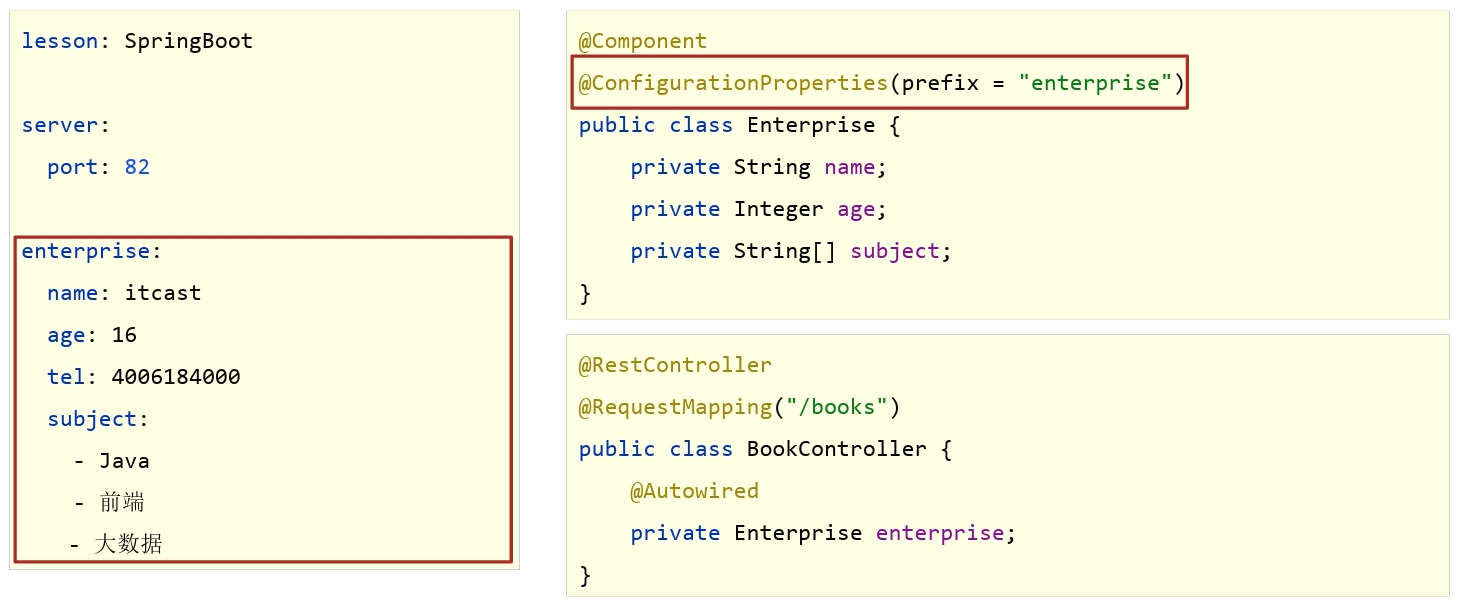 lesson: SpringBoot
server:
  port: 82
enterprise:
  name: itcast
  age: 16
  tel: 4006184000
  subject:
    - Java
    - 前端
    - 大数据
@Component
@ConfigurationProperties(prefix = "enterprise")
public class Enterprise {
    private String name;
    private Integer age;
    private String[] subject;
}
@RestController
@RequestMapping("/books")
public class BookController {
    @Autowired
    private Enterprise enterprise;
}